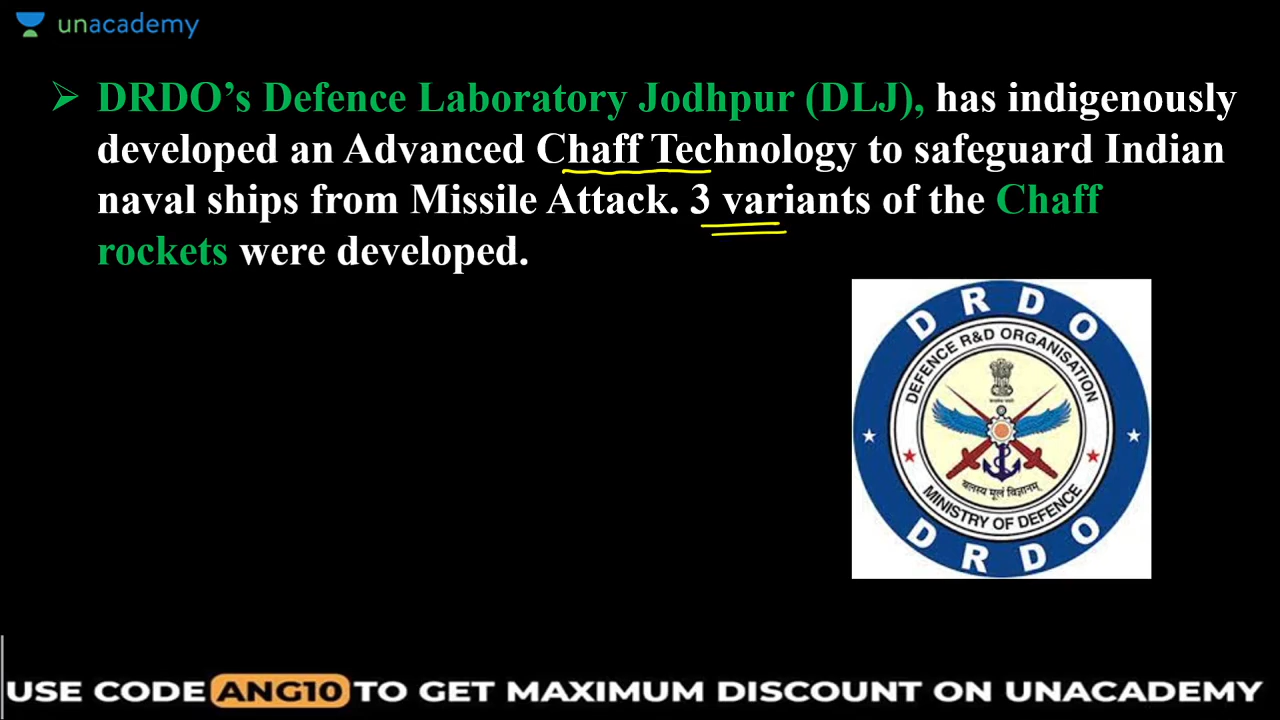 unacademy
➢ DRDO’s Defence Laboratory Jodhpur (DLJ), has indigenously
developed an Advanced Chaff Technology to safeguard Indian
naval ships from Missile Attack. 3 variants of the Chaff
rockets were developed.
DRDO
DEFENCE R&D ORGANISATION
बलस्य मूलं विज्ञानम्
MINISTRY OF DEFENCE
DRDO
USE CODE ANG10 TO GET MAXIMUM DISCOUNT ON UNACADEMY